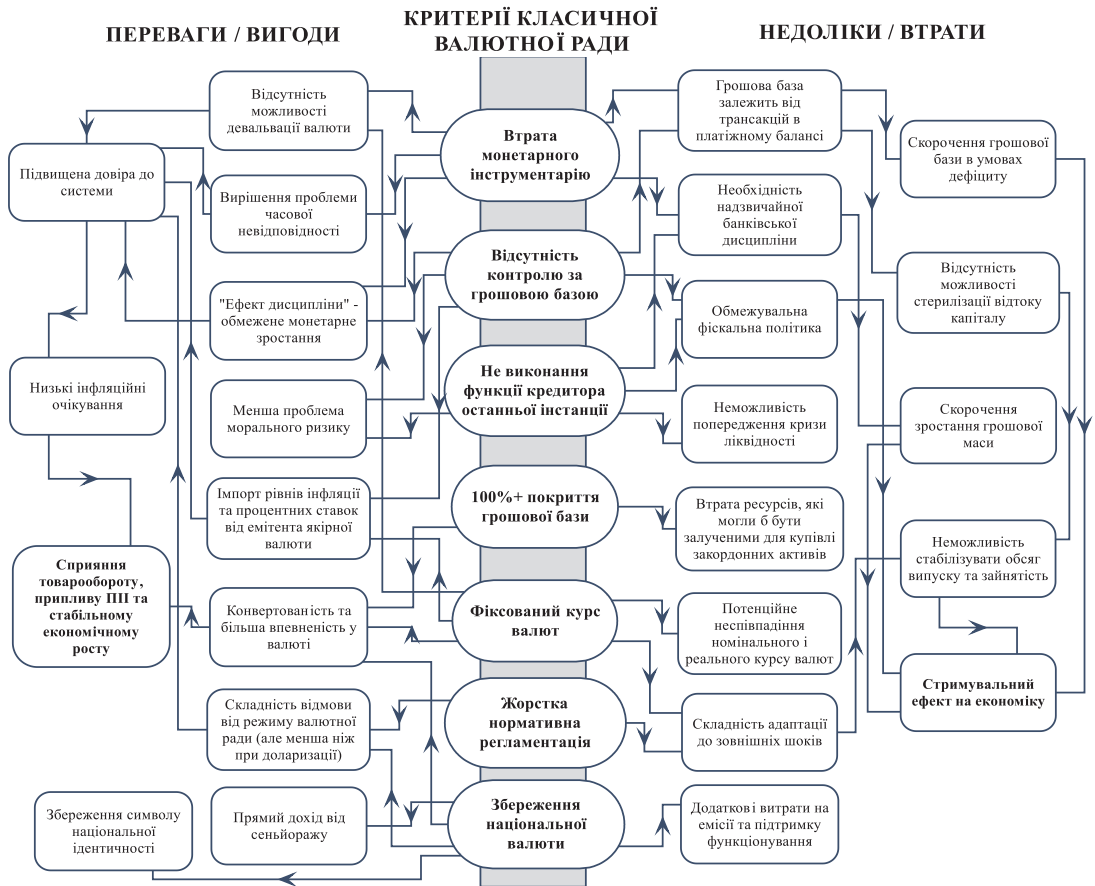 ПЕРЕВАГИ / ВИГОДИ
КРИТЕРІЇ КЛАСИЧНОЇ
ВАЛЮТНОЇ РАДИ
НЕДОЛІКИ / ВТРАТИ
Відсутність
можливості
девальвації валюти
Підвищена довіра до
системи
Вирішення проблеми
часової
невідповідності
"Ефект дисципліни" -
обмежене монетарне
зростання
Низькі інфляційні
очікування
Менша проблема
морального ризику
Імпорт рівнів інфляції
та процентних ставок
від емітента якірної
валюти
Сприяння
товарообороту,
припливу ПІІ та
стабільному
економічному
росту
Конвертованість та
більша впевненість у
валюті
Складність відмови
від режиму валютної
ради (але менша ніж
при доларизації)
Збереження символу
національної
ідентичності
Прямий дохід від
сеньйоражу
Втрата
монетарного
інструментарію
Відсутність
контролю за
грошовою базою
Не виконання
функції кредитора
останньої інстанції
100%+ покриття
грошової бази
Фіксований курс
валют
Жорстка
нормативна
регламентація
Збереження
національної
валюти
Грошова база
залежить від
трансакцій в
платіжному балансі
Необхідність
надзвичайної
банківської
дисципліни
Обмежувальна
фіскальна політика
Неможливість
попередження кризи
ліквідності
Втрата ресурсів, які
могли б бути
залученими для купівлі
закордонних активів
Потенційне
неспівпадіння
номінального і
реального курсу валют
Складність адаптації
до зовнішніх шоків
Додаткові витрати на
емісії та підтримку
функціонування
Скорочення грошової
бази в умовах
дефіциту
Відсутність
можливості
стерилізації відтоку
капіталу
Скорочення
зростання грошової
маси
Неможливість
стабілізувати обсяг
випуску та зайнятість
Стримувальний
ефект на економіку